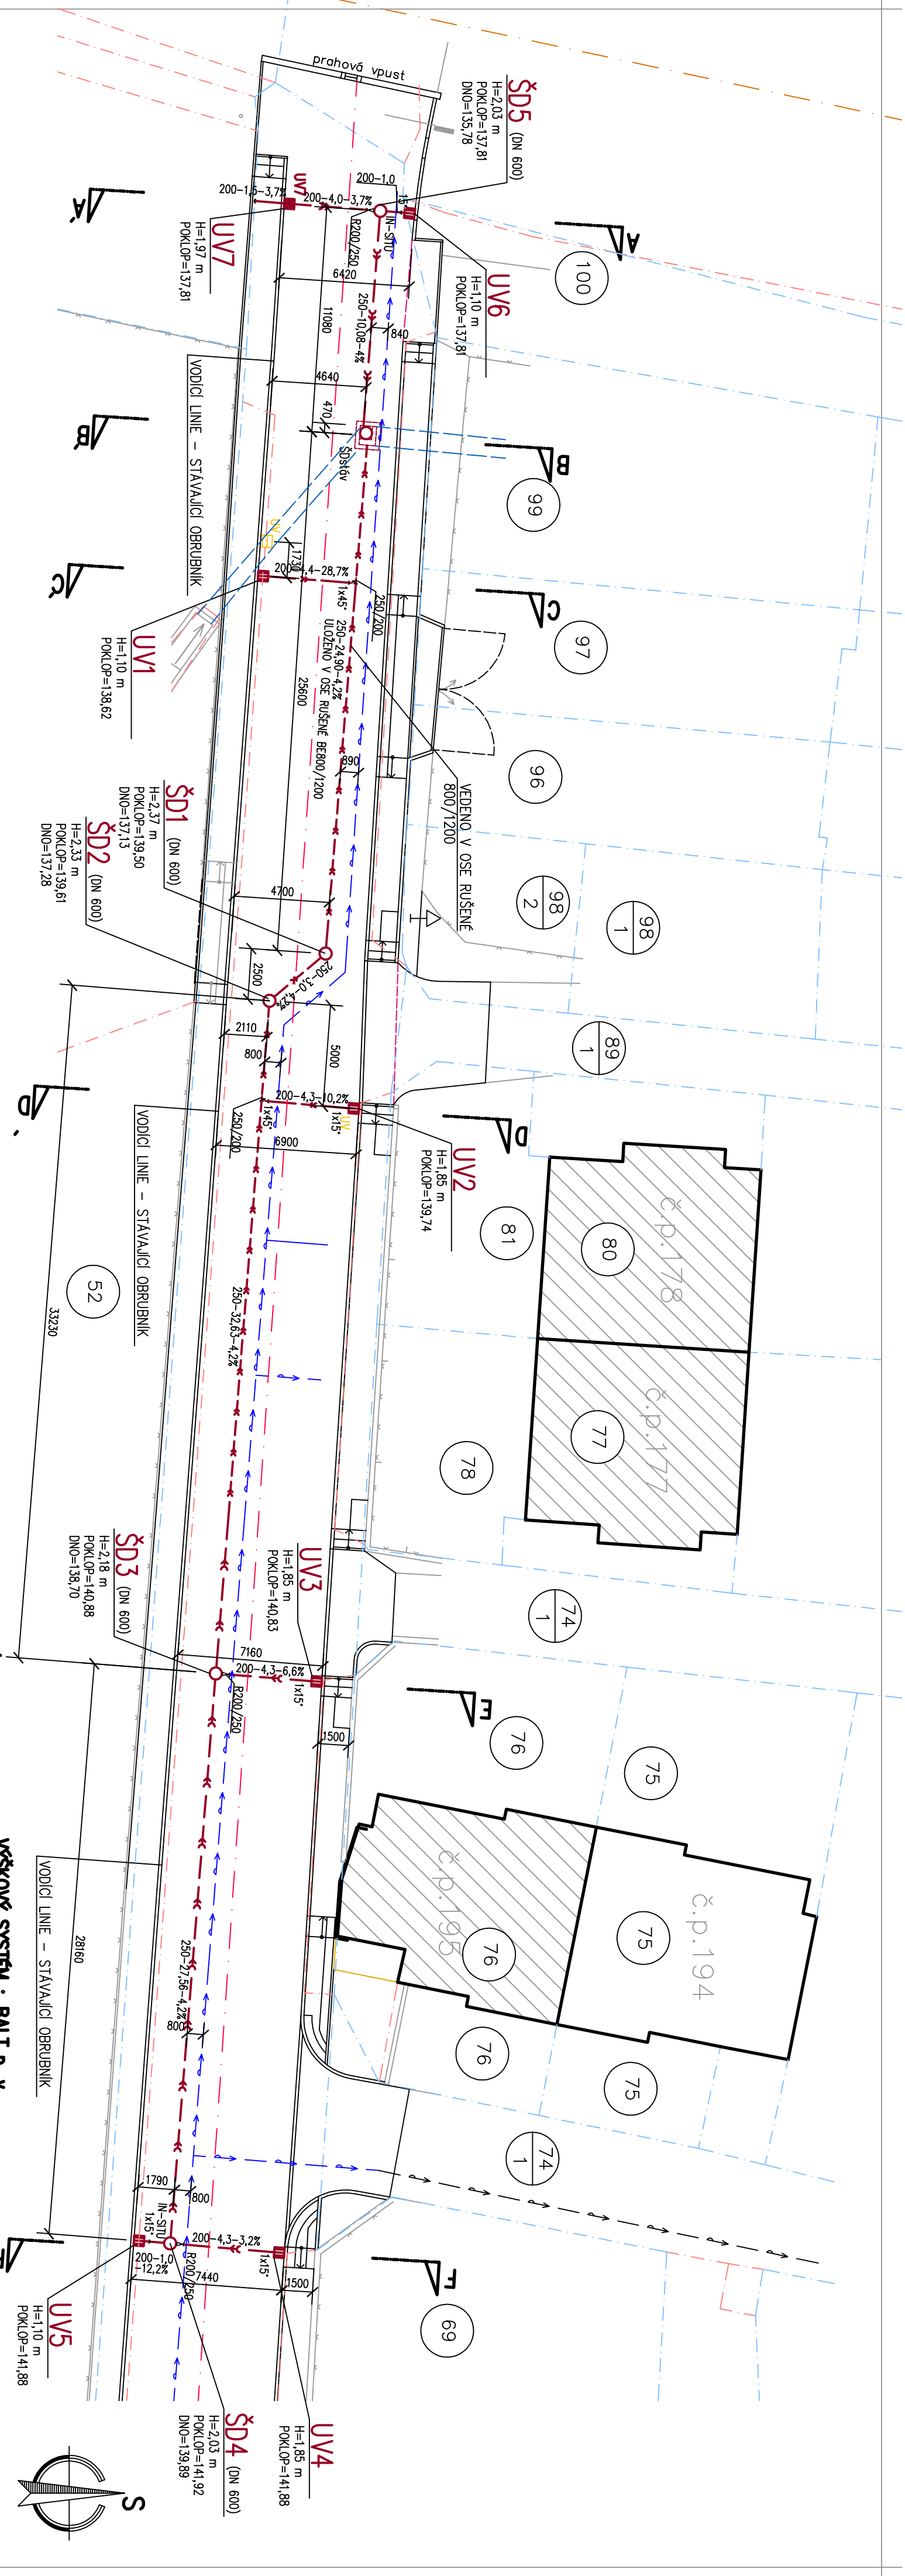 prahová vpust
ŠD5 (DN 600)
H=2,03 m
POKLOP=137,81
DNO=135,78
200-1,0
15°
UV7
200-1,5-3,7%
200-4,0-3,7%
IN-SITU
R200/250
UV7
H=1,97 m
POKLOP=137,81
UV6
H=1,10 m
POKLOP=137,81
A
A'
100
6420
11080
250-10,08-4%
840
4640
470
ŠDstáv
VODÍCÍ LINIE – STÁVAJÍCÍ OBRUBNÍK
B
B'
99
UV
1730
200-4,4-28,7%
1x45°
250/200
C
C'
97
250-24,90-4,2%
ULOŽENO V OSE RUŠENÉ BE800/1200
UV1
H=1,10 m
POKLOP=138,62
25600
890
VEDENO V OSE RUŠENÉ
800/1200
96
ŠD1 (DN 600)
H=2,37 m
POKLOP=139,50
DNO=137,13
ŠD2 (DN 600)
H=2,33 m
POKLOP=139,61
DNO=137,28
4700
98
2
98
1
2500
250-3,0-4,2%
2110
800
5000
89
1
200-4,3-10,2%
1x45°
1x15°
UV
250/200
6900
D
D'
UV2
H=1,85 m
POKLOP=139,74
VODÍCÍ LINIE – STÁVAJÍCÍ OBRUBNÍK
81
80
č.p.178
52
33230
250-32,63-4,2%
77
č.p.177
78
ŠD3 (DN 600)
H=2,18 m
POKLOP=140,88
DNO=138,70
UV3
H=1,85 m
POKLOP=140,83
74
1
7160
200-4,3-6,6%
1x15°
R200/250
1500
E
76
75
VODÍCÍ LINIE – STÁVAJÍCÍ OBRUBNÍK
28160
č.p.195
76
75
č.p.194
250-27,56-4,2%
800
76
75
74
1
1790
800
IN-SITU
1x15°
200-4,3-3,2%
1x15°
200-1,0
-12,2%
R200/250
7440
1500
F
69
UV5
H=1,10 m
POKLOP=141,88
ŠD4 (DN 600)
H=2,03 m
POKLOP=141,92
DNO=139,89
UV4
H=1,85 m
POKLOP=141,88
VÝŠKOVÝ SYSTÉM : BALT P. V.
S